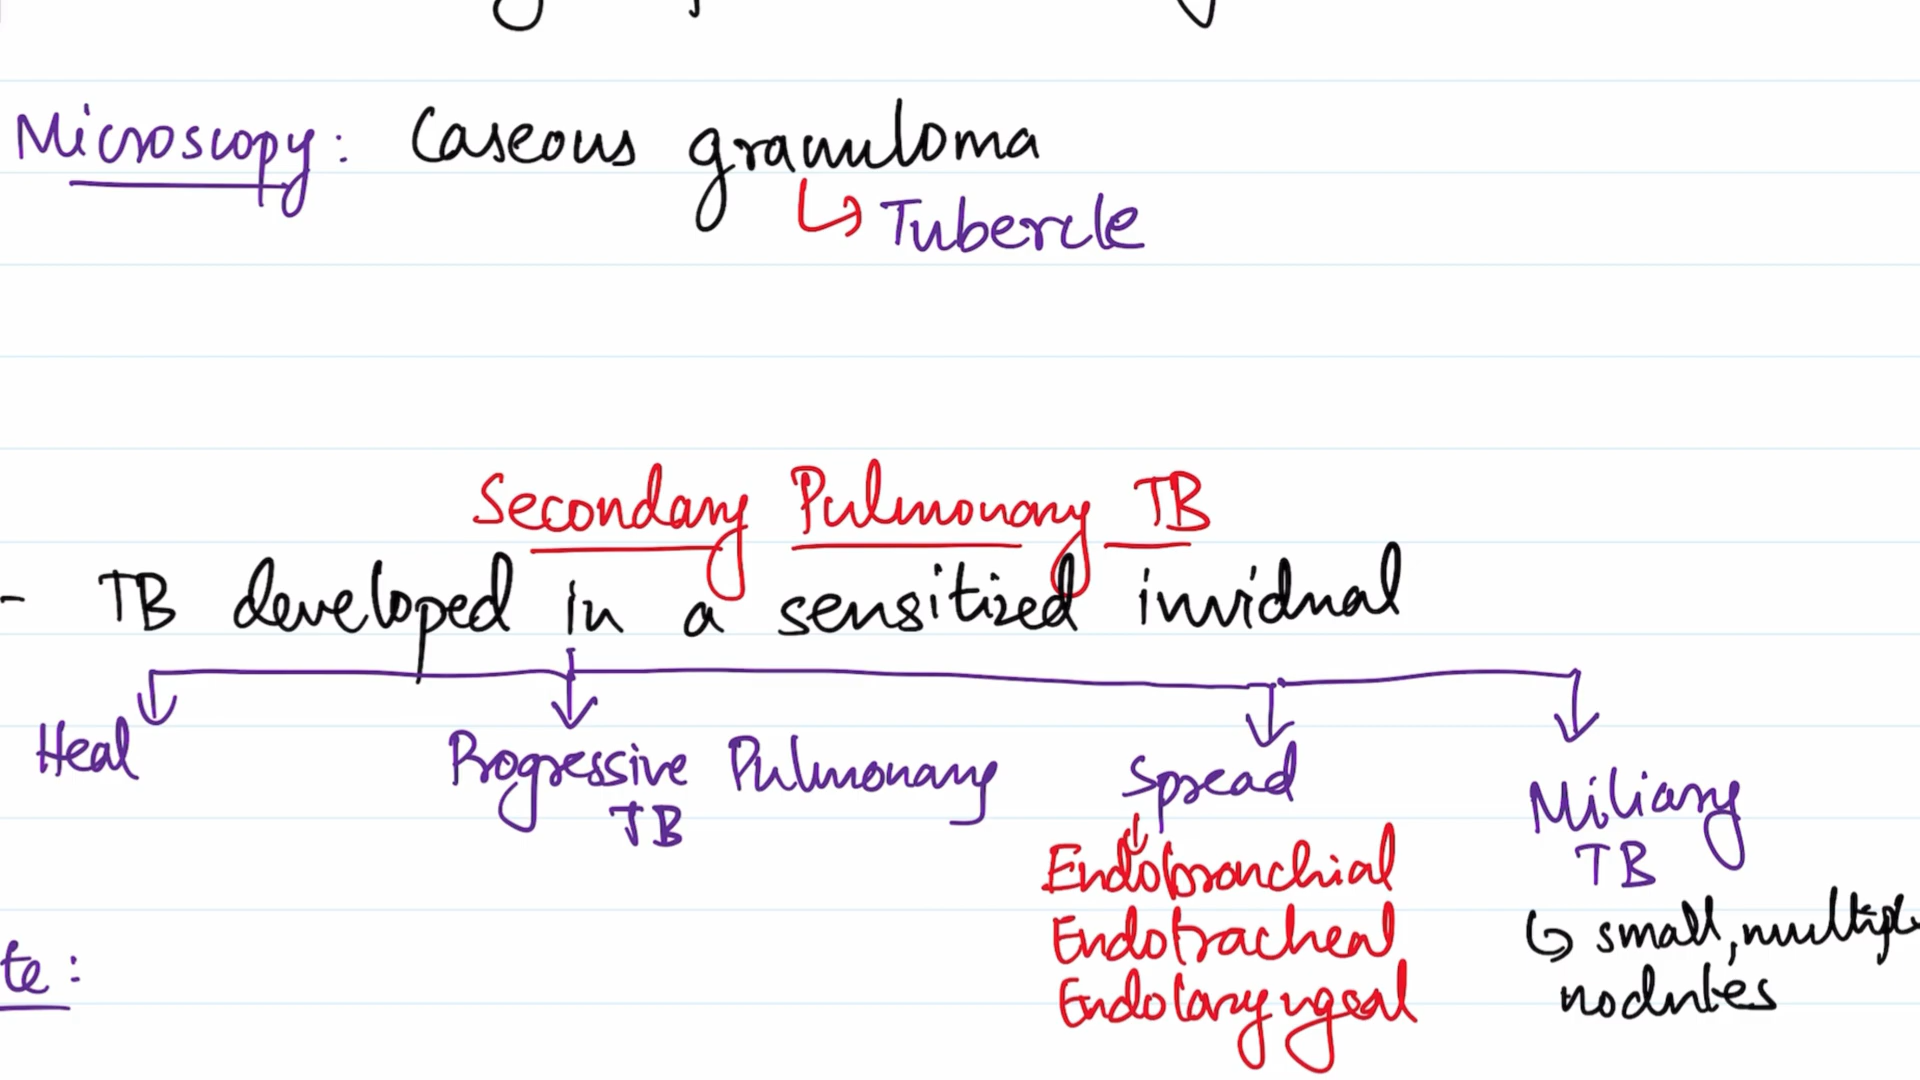 Microscopy: Caseous granuloma
↳ Tubercle
Secondary Pulmonary TB
- TB developed in a sensitized invidual
Heal
Progressive Pulmonary
TB
Spread
Endobronchial
Endotracheal
Endolaryngeal
Miliary
TB
↳ small, multiple
nodules
te: